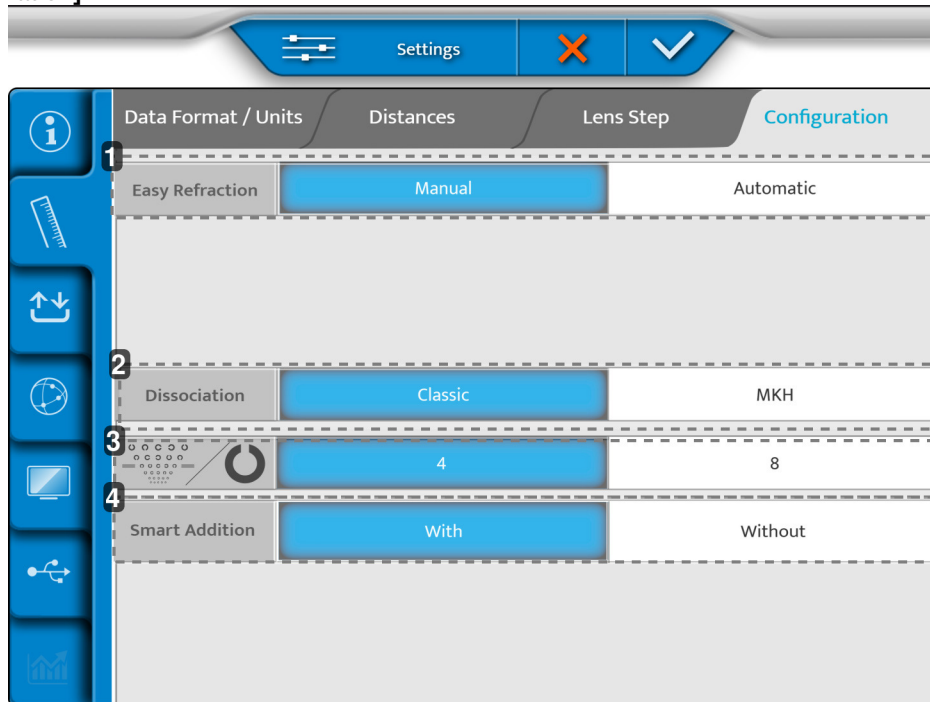 Settings
Data Format / Units Distances Lens Step Configuration
1
Easy Refraction Manual Automatic
2
Dissociation Classic MKH
3
4 8
4
Smart Addition With Without